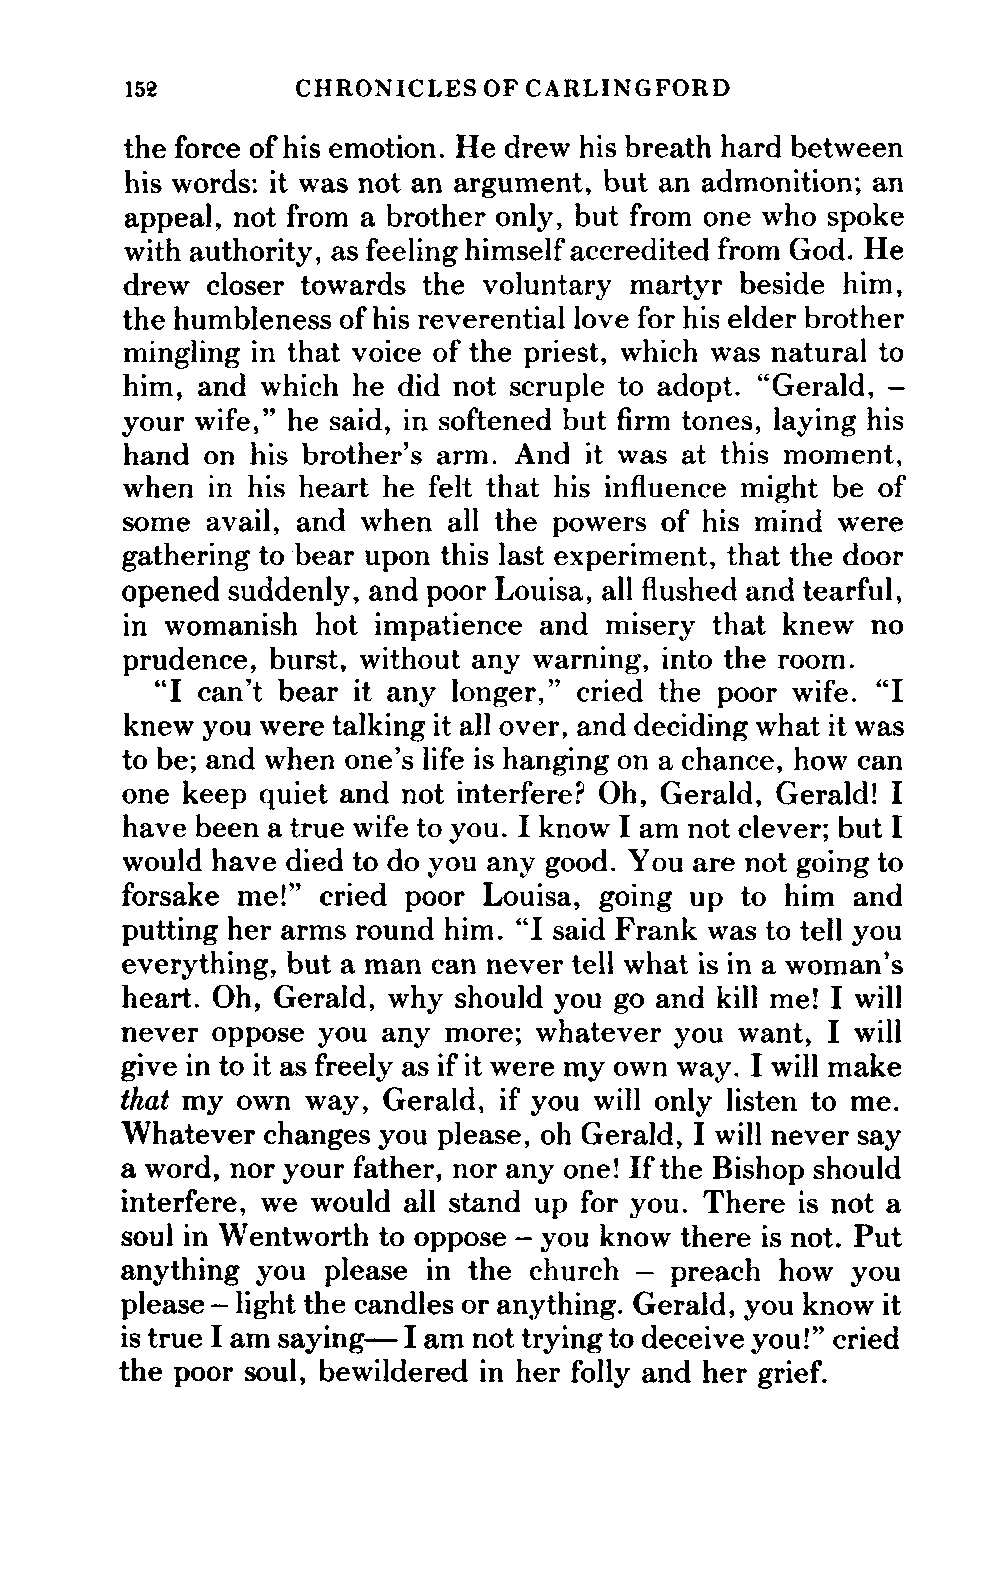 152 CHRONICLES OF CARLINGFORD
the force of his emotion. He drew his breath hard between
his words: it was not an argument, but an admonition; an
appeal, not from a brother only, but from one who spoke
with authority, as feeling himself accredited from God. He
drew closer towards the voluntary martyr beside him,
the humbleness of his reverential love for his elder brother
mingling in that voice of the priest, which was natural to
him, and which he did not scruple to adopt. “Gerald, –
your wife,” he said, in softened but firm tones, laying his
hand on his brother’s arm. And it was at this moment,
when in his heart he felt that his influence might be of
some avail, and when all the powers of his mind were
gathering to bear upon this last experiment, that the door
opened suddenly, and poor Louisa, all flushed and tearful,
in womanish hot impatience and misery that knew no
prudence, burst, without any warning, into the room.
“I can’t bear it any longer,” cried the poor wife. “I
knew you were talking it all over, and deciding what it was
to be; and when one’s life is hanging on a chance, how can
one keep quiet and not interfere? Oh, Gerald, Gerald! I
have been a true wife to you. I know I am not clever; but I
would have died to do you any good. You are not going to
forsake me!” cried poor Louisa, going up to him and
putting her arms round him. “I said Frank was to tell you
everything, but a man can never tell what is in a woman’s
heart. Oh, Gerald, why should you go and kill me! I will
never oppose you any more; whatever you want, I will
give in to it as freely as if it were my own way. I will make
that my own way, Gerald, if you will only listen to me.
Whatever changes you please, oh Gerald, I will never say
a word, nor your father, nor any one! If the Bishop should
interfere, we would all stand up for you. There is not a
soul in Wentworth to oppose – you know there is not. Put
anything you please in the church – preach how you
please – light the candles or anything. Gerald, you know it
is true I am saying— I am not trying to deceive you!” cried
the poor soul, bewildered in her folly and her grief.